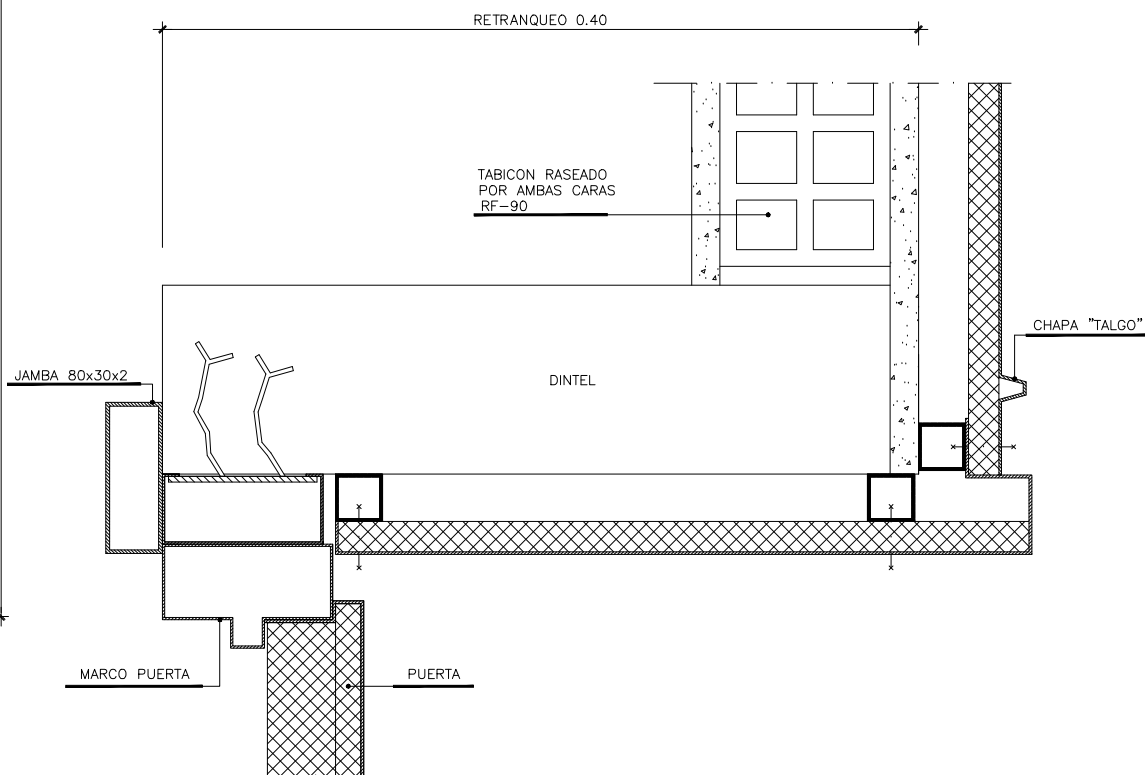 RETRANQUEO 0.40
TABICON RASEADO
POR AMBAS CARAS
RF-90
CHAPA "TALGO"
JAMBA 80x30x2
DINTEL
MARCO PUERTA
PUERTA